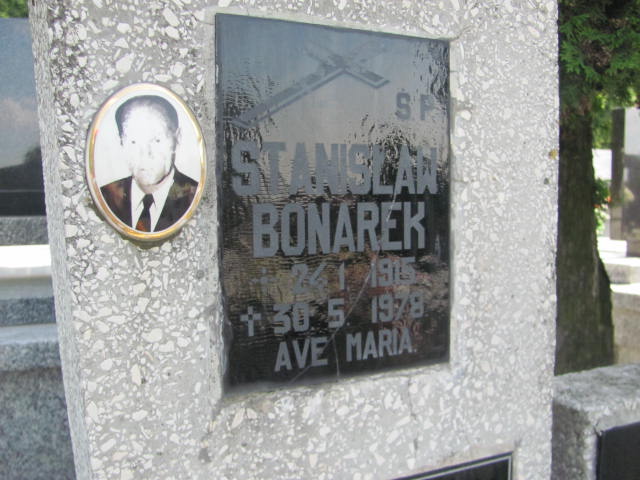 S P
STANISŁAW
BONAREK
* 24 1 1915
✝ 30 5 1978
AVE MARIA